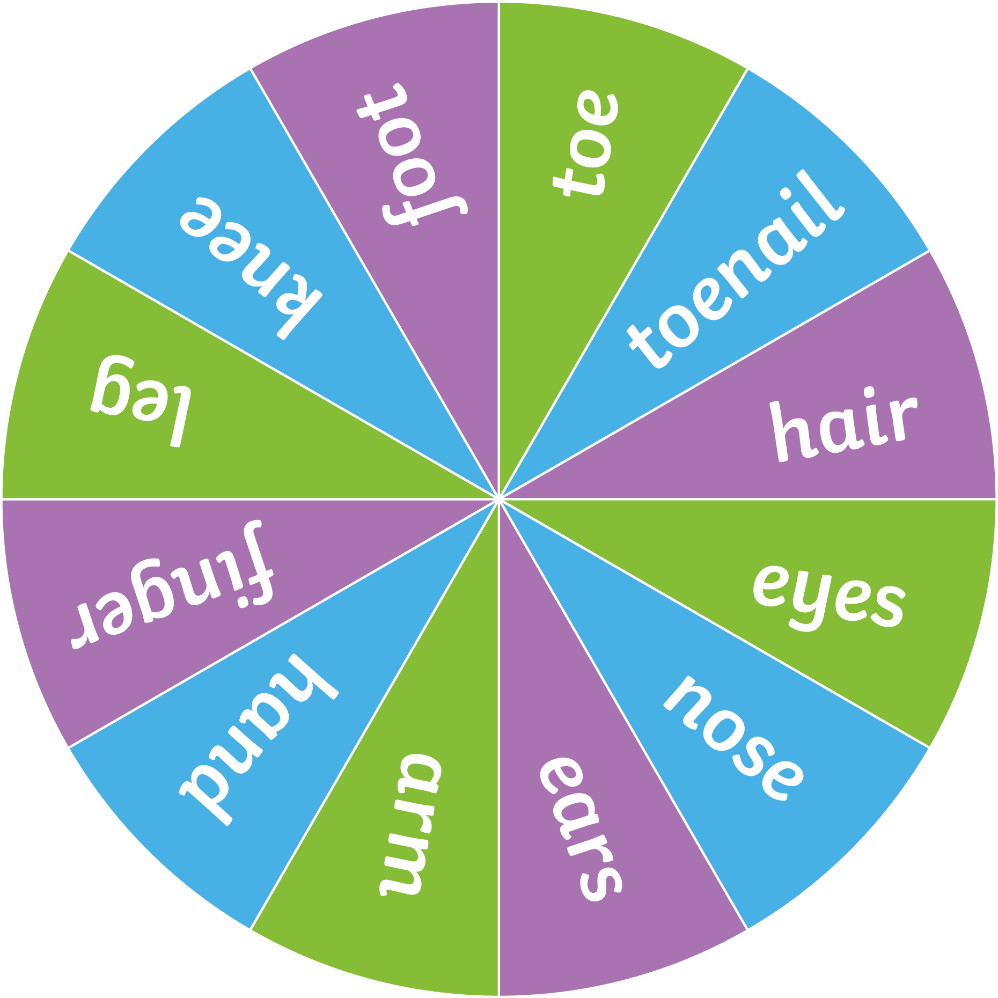 toe
toenail
hair
eyes
nose
ears
arm
hand
finger
leg
knee
foot